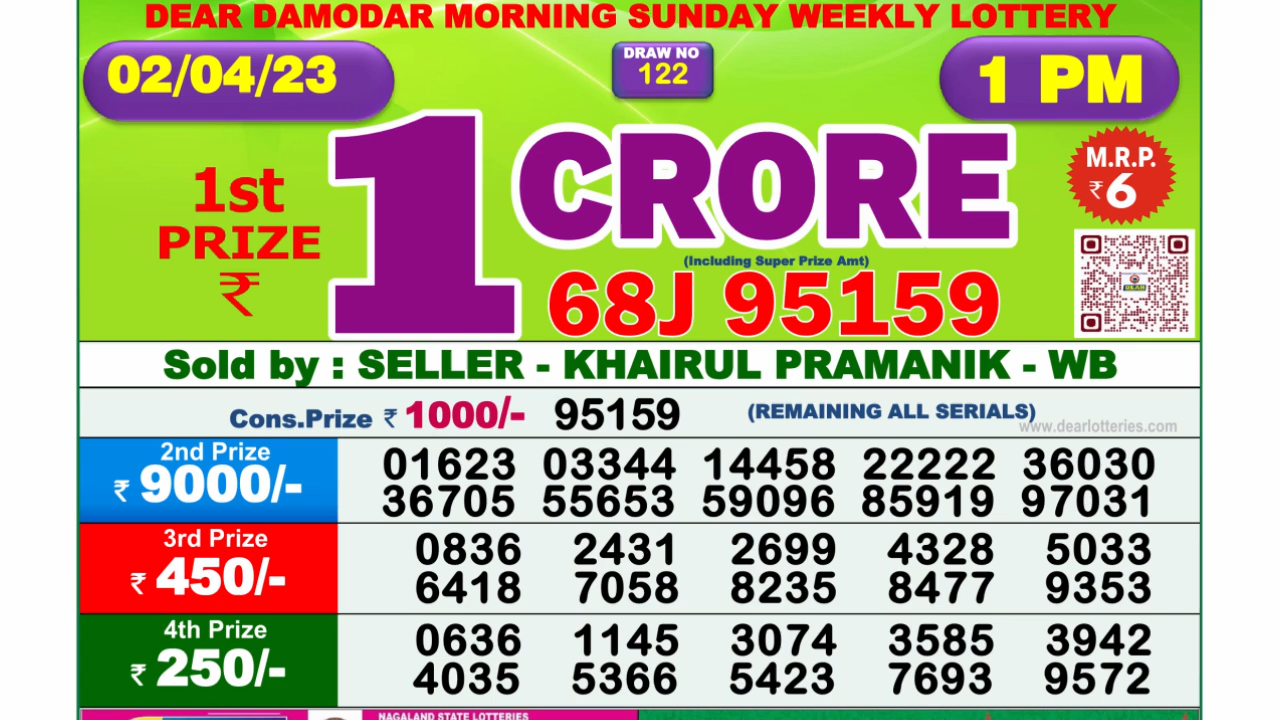 DEAR DAMODAR MORNING SUNDAY WEEKLY LOTTERY
02/04/23
DRAW NO
122
1 PM
1st
PRIZE
₹
1 CRORE
M.R.P.
₹ 6
(Including Super Prize Amt)
68J 95159
Sold by : SELLER - KHAIRUL PRAMANIK - WB
Cons.Prize ₹ 1000/- 95159 (REMAINING ALL SERIALS)
www.dearlotteries.com
2nd Prize
₹ 9000/-
01623 03344 14458 22222 36030
36705 55653 59096 85919 97031
3rd Prize
₹ 450/-
0836 2431 2699 4328 5033
6418 7058 8235 8477 9353
4th Prize
₹ 250/-
0636 1145 3074 3585 3942
4035 5366 5423 7693 9572
NAGALAND STATE LOTTERIES